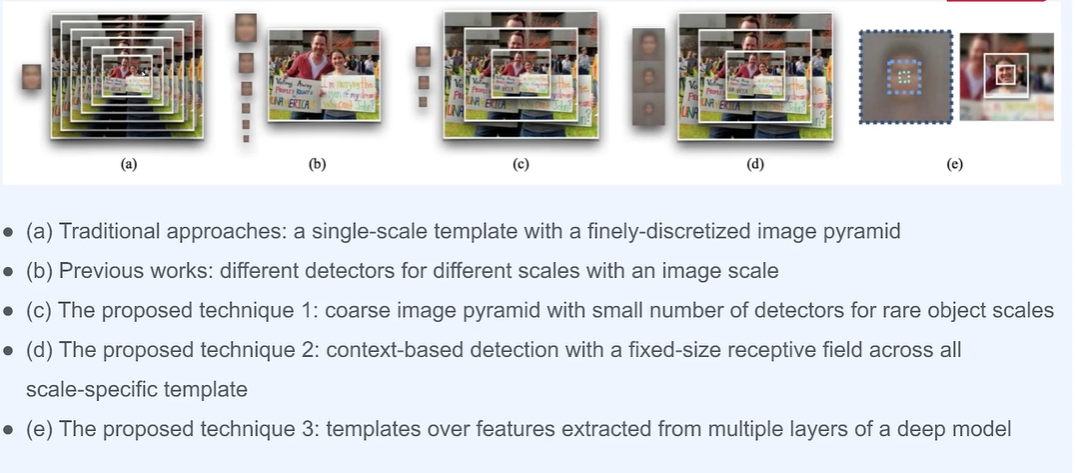 (a) (b) (c) (d) (e)
● (a) Traditional approaches: a single-scale template with a finely-discretized image pyramid
● (b) Previous works: different detectors for different scales with an image scale
● (c) The proposed technique 1: coarse image pyramid with small number of detectors for rare object scales
● (d) The proposed technique 2: context-based detection with a fixed-size receptive field across all
scale-specific template
● (e) The proposed technique 3: templates over features extracted from multiple layers of a deep model